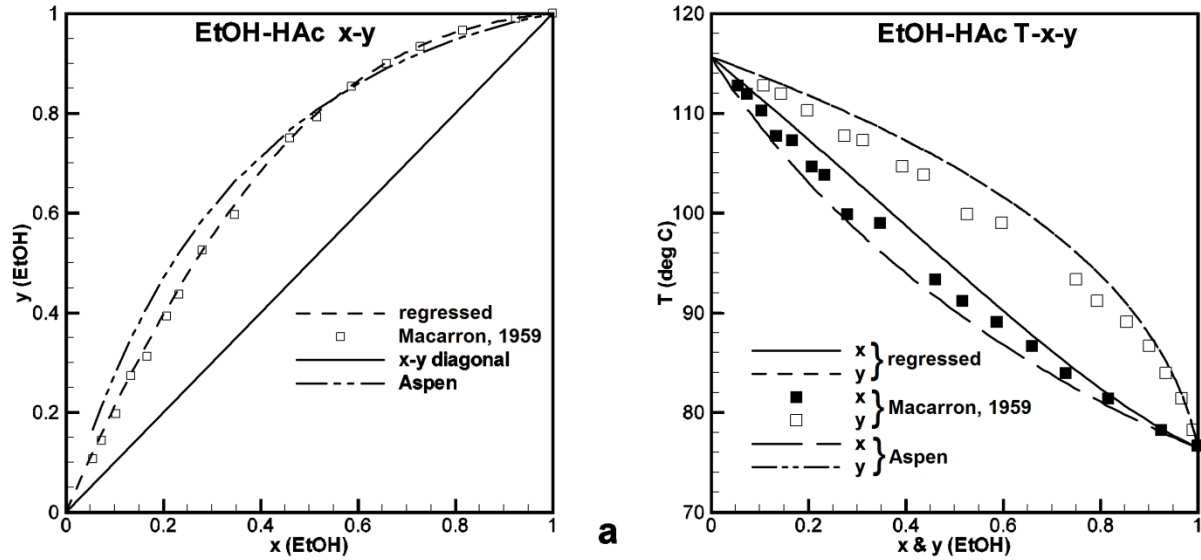 EtOH-HAc x-y
1
0.8
0.6
0.4
0.2
0
y (EtOH)
regressed
Macarron, 1959
x-y diagonal
Aspen
0 0.2 0.4 0.6 0.8 1
x (EtOH)
a
EtOH-HAc T-x-y
120
110
100
90
80
70
T (deg C)
x
y
} regressed
x
y
} Macarron, 1959
x
y
} Aspen
0 0.2 0.4 0.6 0.8 1
x & y (EtOH)